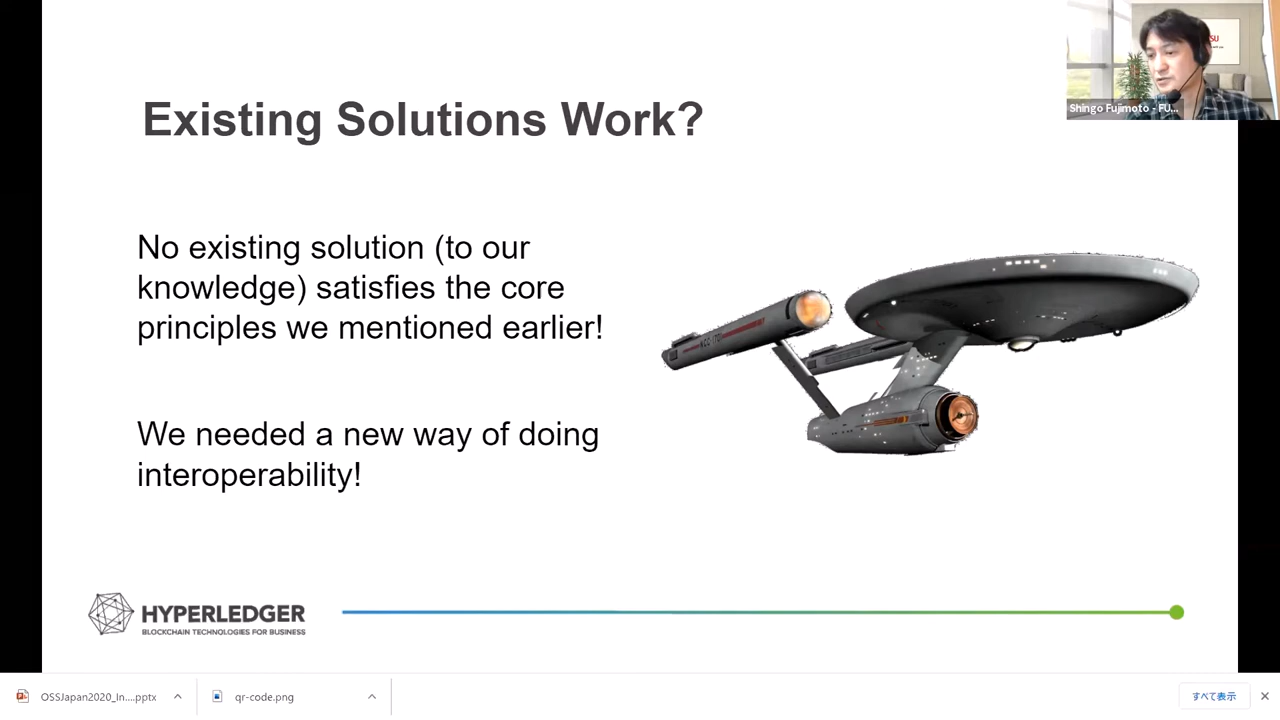 SU
Shingo Fujimoto - FU...
Existing Solutions Work?
No existing solution (to our
knowledge) satisfies the core
principles we mentioned earlier!
We needed a new way of doing
interoperability!
HYPERLEDGER
BLOCKCHAIN TECHNOLOGIES FOR BUSINESS
OSSJapan2020_In....pptx
qr-code.png
すべて表示